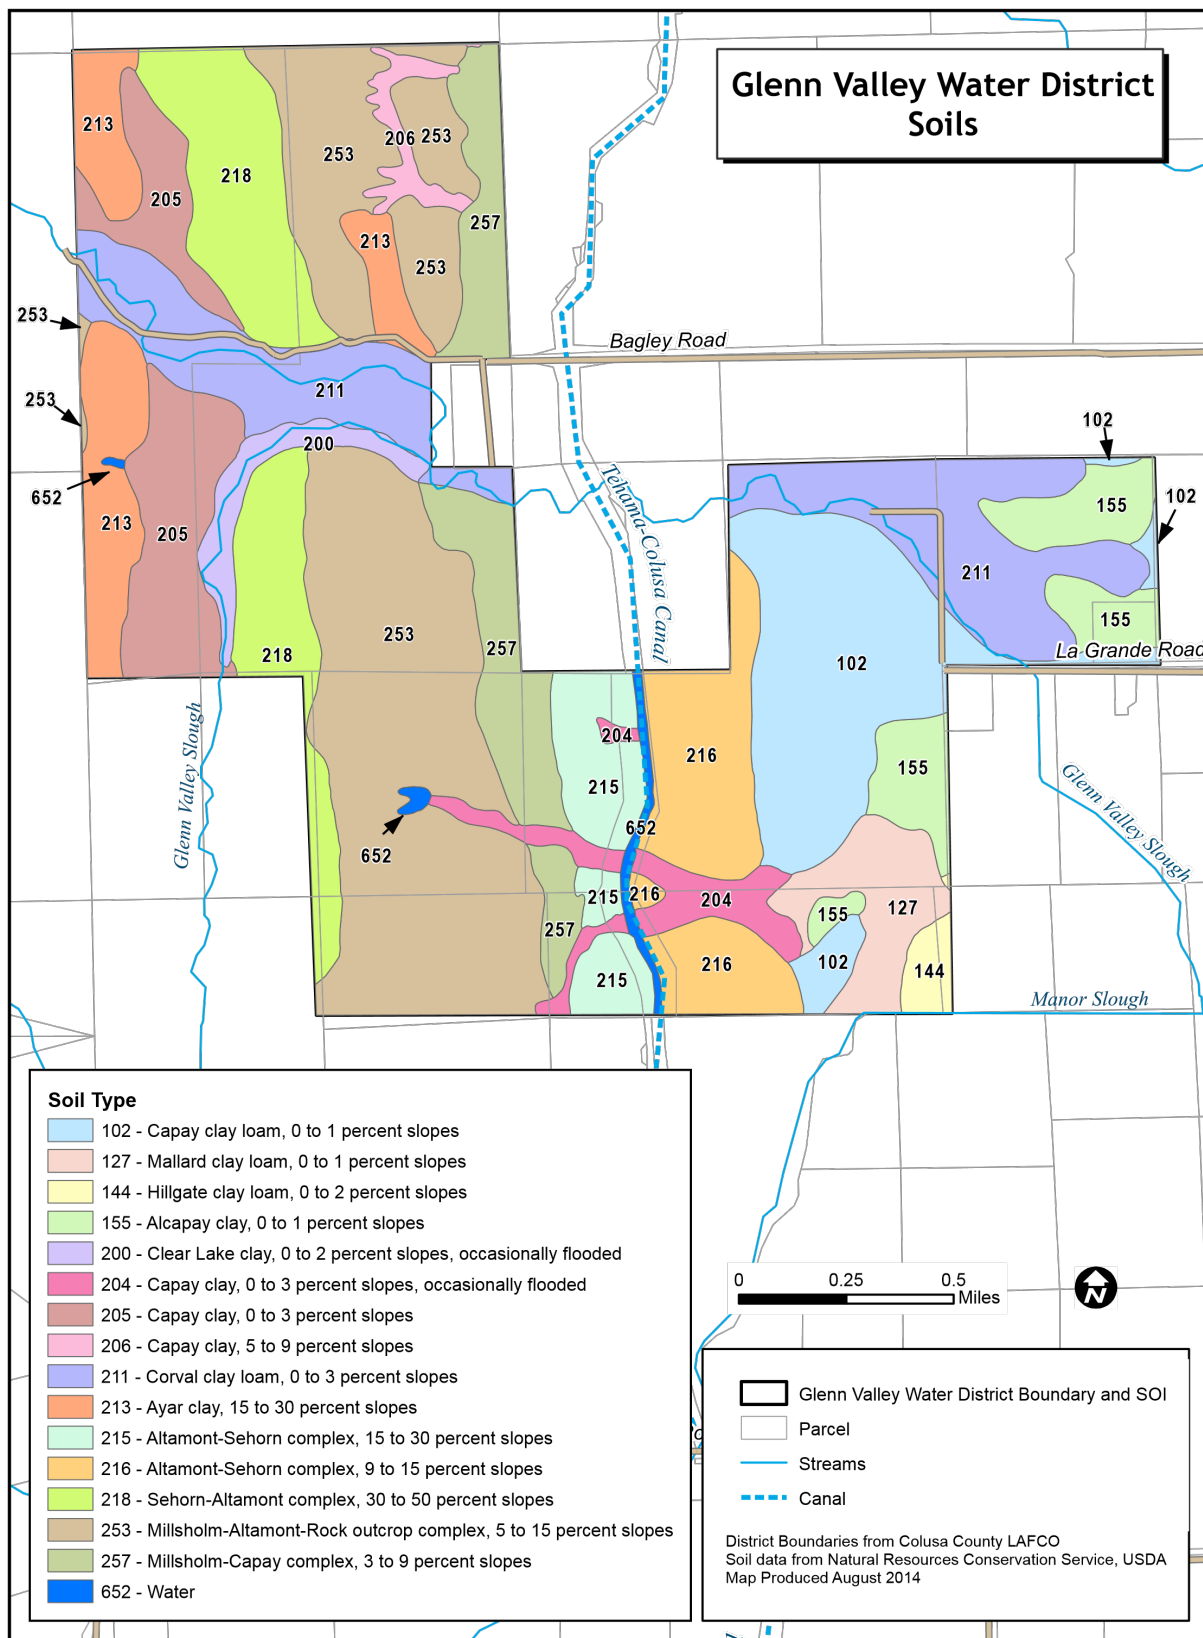 Glenn Valley Water District
Soils
213
205
218
253
206
253
257
213
253
253
Bagley Road
211
253
200
102
652
155
102
213
205
Tehama-Colusa Canal
211
253
257
218
155
La Grande Road
102
204
216
155
215
Glenn Valley Slough
Glenn Valley Slough
652
652
215
216
204
155
127
257
102
216
215
144
Manor Slough
Soil Type
102 - Capay clay loam, 0 to 1 percent slopes
127 - Mallard clay loam, 0 to 1 percent slopes
144 - Hillgate clay loam, 0 to 2 percent slopes
155 - Alcapay clay, 0 to 1 percent slopes
200 - Clear Lake clay, 0 to 2 percent slopes, occasionally flooded
204 - Capay clay, 0 to 3 percent slopes, occasionally flooded
205 - Capay clay, 0 to 3 percent slopes
206 - Capay clay, 5 to 9 percent slopes
211 - Corval clay loam, 0 to 3 percent slopes
213 - Ayar clay, 15 to 30 percent slopes
215 - Altamont-Sehorn complex, 15 to 30 percent slopes
216 - Altamont-Sehorn complex, 9 to 15 percent slopes
218 - Sehorn-Altamont complex, 30 to 50 percent slopes
253 - Millsholm-Altamont-Rock outcrop complex, 5 to 15 percent slopes
257 - Millsholm-Capay complex, 3 to 9 percent slopes
652 - Water
0 0.25 0.5
Miles
N
Glenn Valley Water District Boundary and SOI
Parcel
Streams
Canal
District Boundaries from Colusa County LAFCO
Soil data from Natural Resources Conservation Service, USDA
Map Produced August 2014